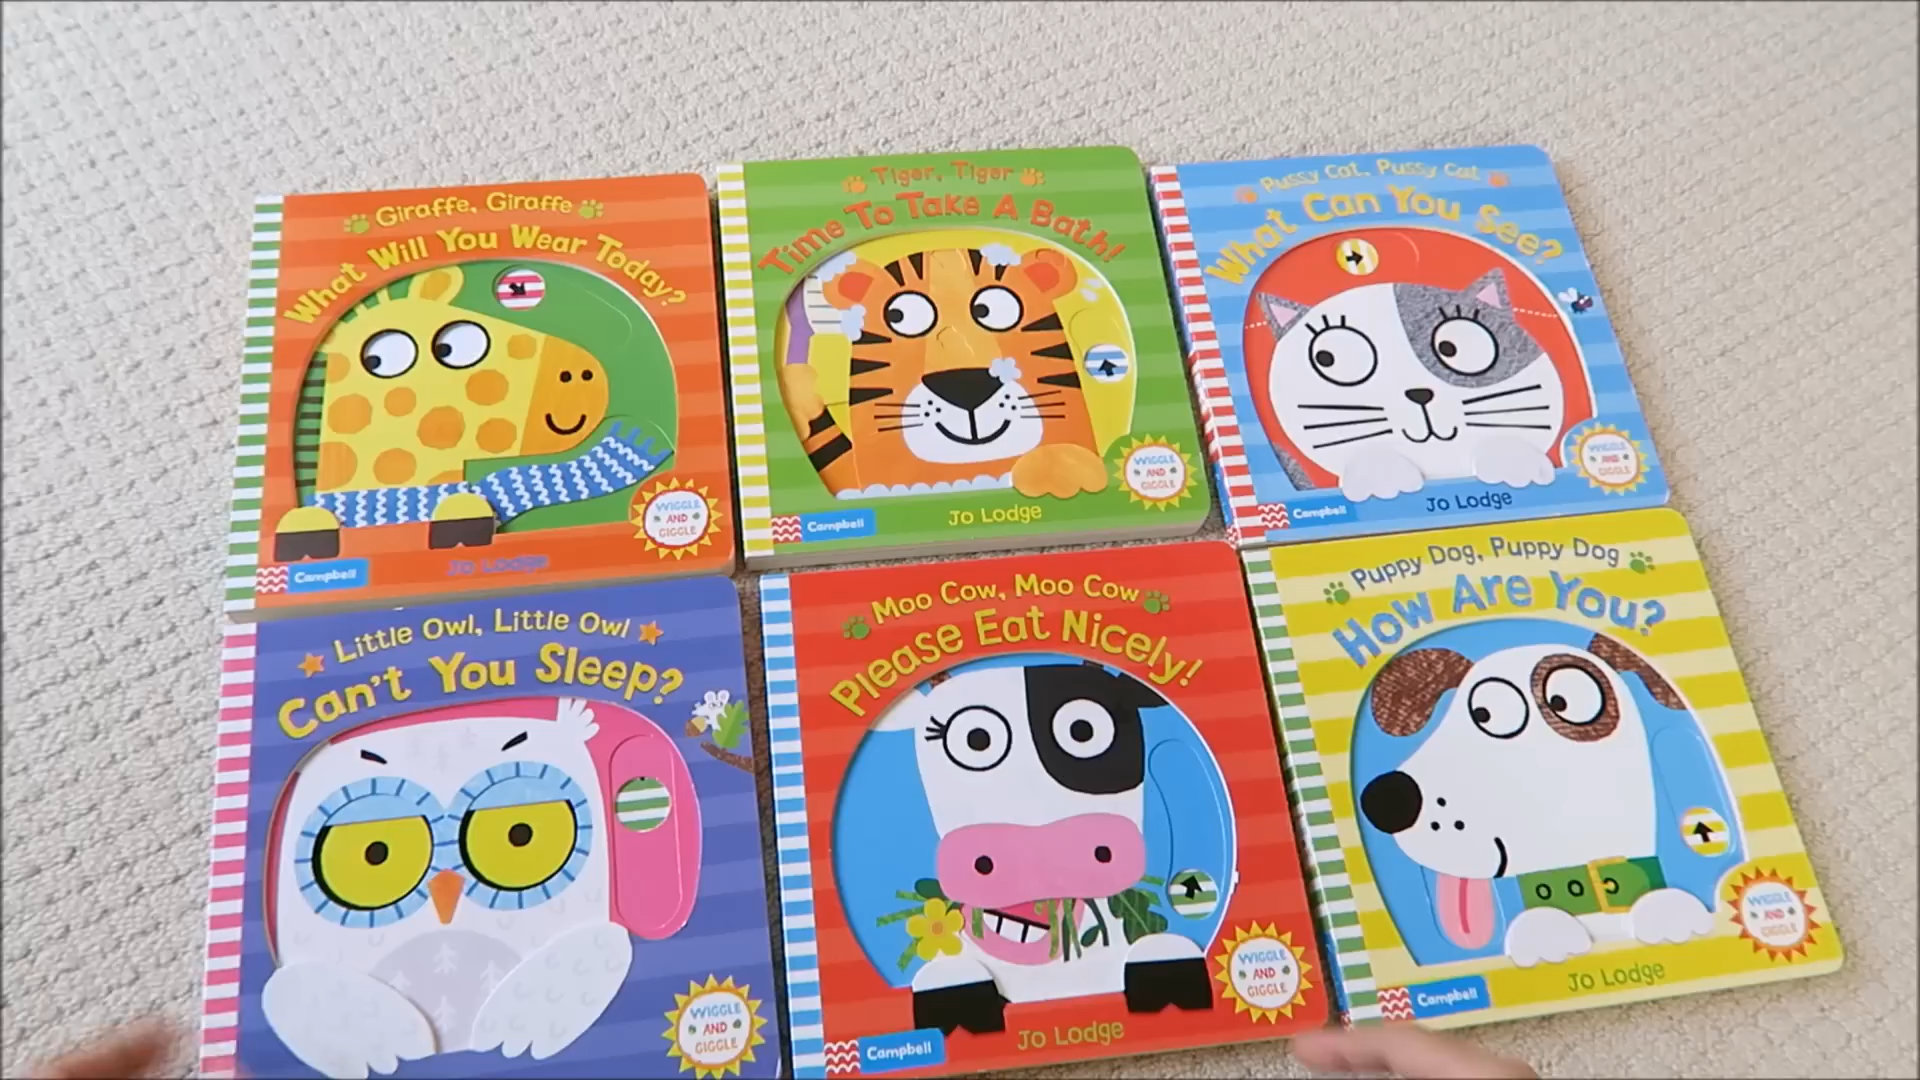 Giraffe, Giraffe
What Will You Wear Today?
WIGGLE
AND
GIGGLE
Campbell
Jo Lodge
Tiger, Tiger
Time To Take A Bath!
WIGGLE
AND
GIGGLE
Campbell
Jo Lodge
Pussy Cat, Pussy Cat
What Can You See?
WIGGLE
AND
GIGGLE
Campbell
Jo Lodge
Little Owl, Little Owl
Can't You Sleep?
WIGGLE
AND
GIGGLE
Moo Cow, Moo Cow
Please Eat Nicely!
WIGGLE
AND
GIGGLE
Campbell
Jo Lodge
Puppy Dog, Puppy Dog
How Are You?
WIGGLE
AND
GIGGLE
Campbell
Jo Lodge